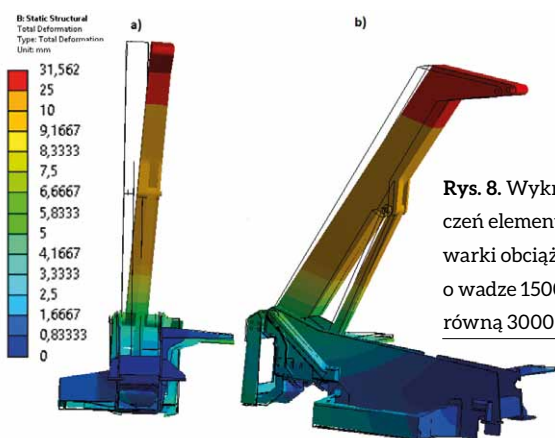 B: Static Structural
Total Deformation
Type: Total Deformation
Unit: mm
31,562
25
10
9,1667
8,3333
7,5
6,6667
5,8333
5
4,1667
3,3333
2,5
1,6667
0,83333
0
a)
b)
Rys. 8. Wykr
czeń element
warki obciąż
o wadze 1500
równą 3000